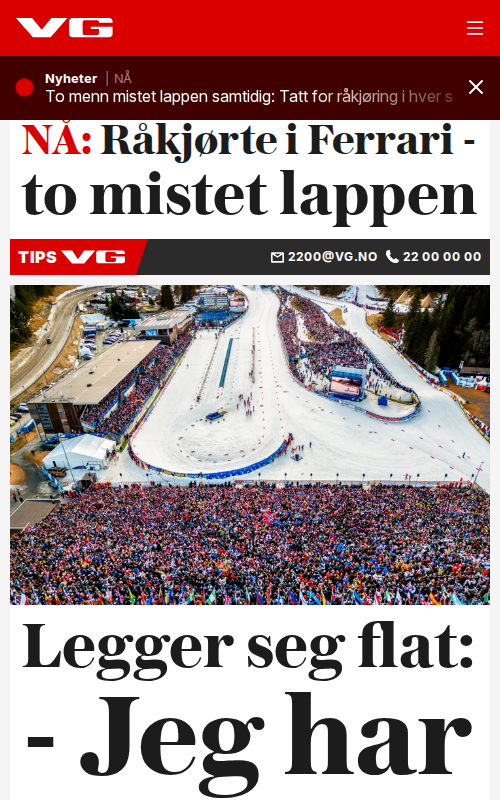 VG
Nyheter | NÅ
To menn mistet lappen samtidig: Tatt for råkjøring i hver s
NÅ: Råkjørte i Ferrari -
to mistet lappen
TIPS VG 2200@VG.NO 22 00 00 00
Legger seg flat:
- Jeg har